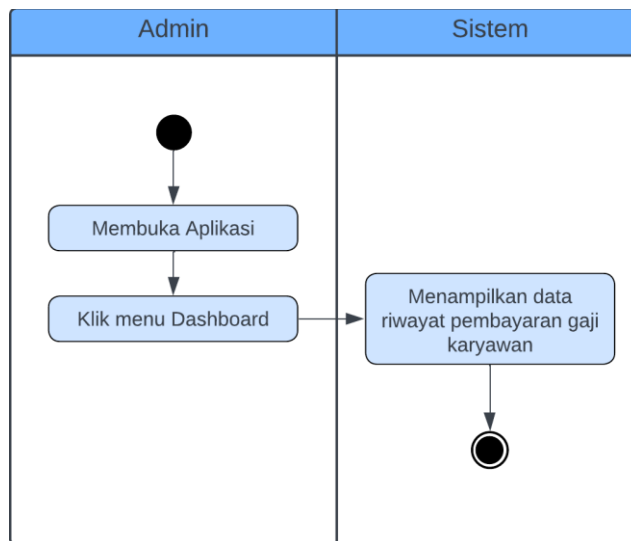 Admin
Sistem
Membuka Aplikasi
Klik menu Dashboard
Menampilkan data
riwayat pembayaran gaji
karyawan